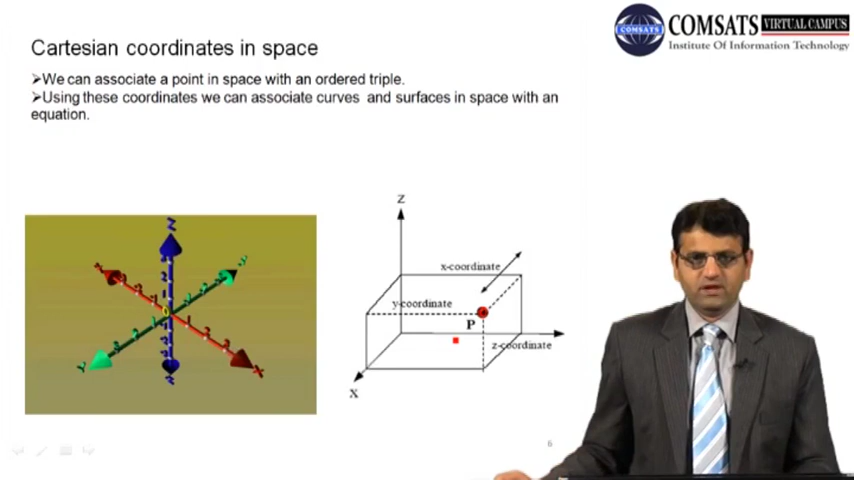 Cartesian coordinates in space
➢We can associate a point in space with an ordered triple.
➢Using these coordinates we can associate curves and surfaces in space with an
equation.
COMSATS VIRTUAL CAMPUS
Institute Of Information Technology
COMSATS
Z
x-coordinate
y-coordinate
P
z-coordinate
X
Z
X
6